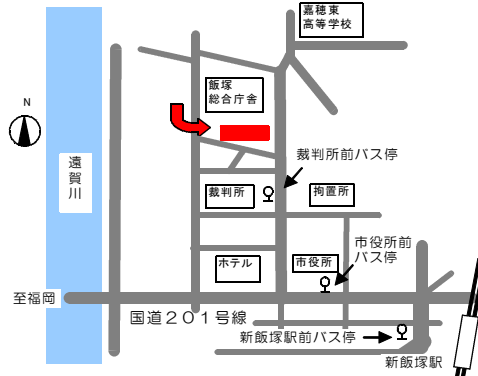 嘉穂東
高等学校
飯塚
総合庁舎
N
遠賀川
裁判所前バス停
裁判所
拘置所
市役所前
バス停
ホテル
市役所
至福岡
国道201号線
新飯塚駅前バス停
新飯塚駅